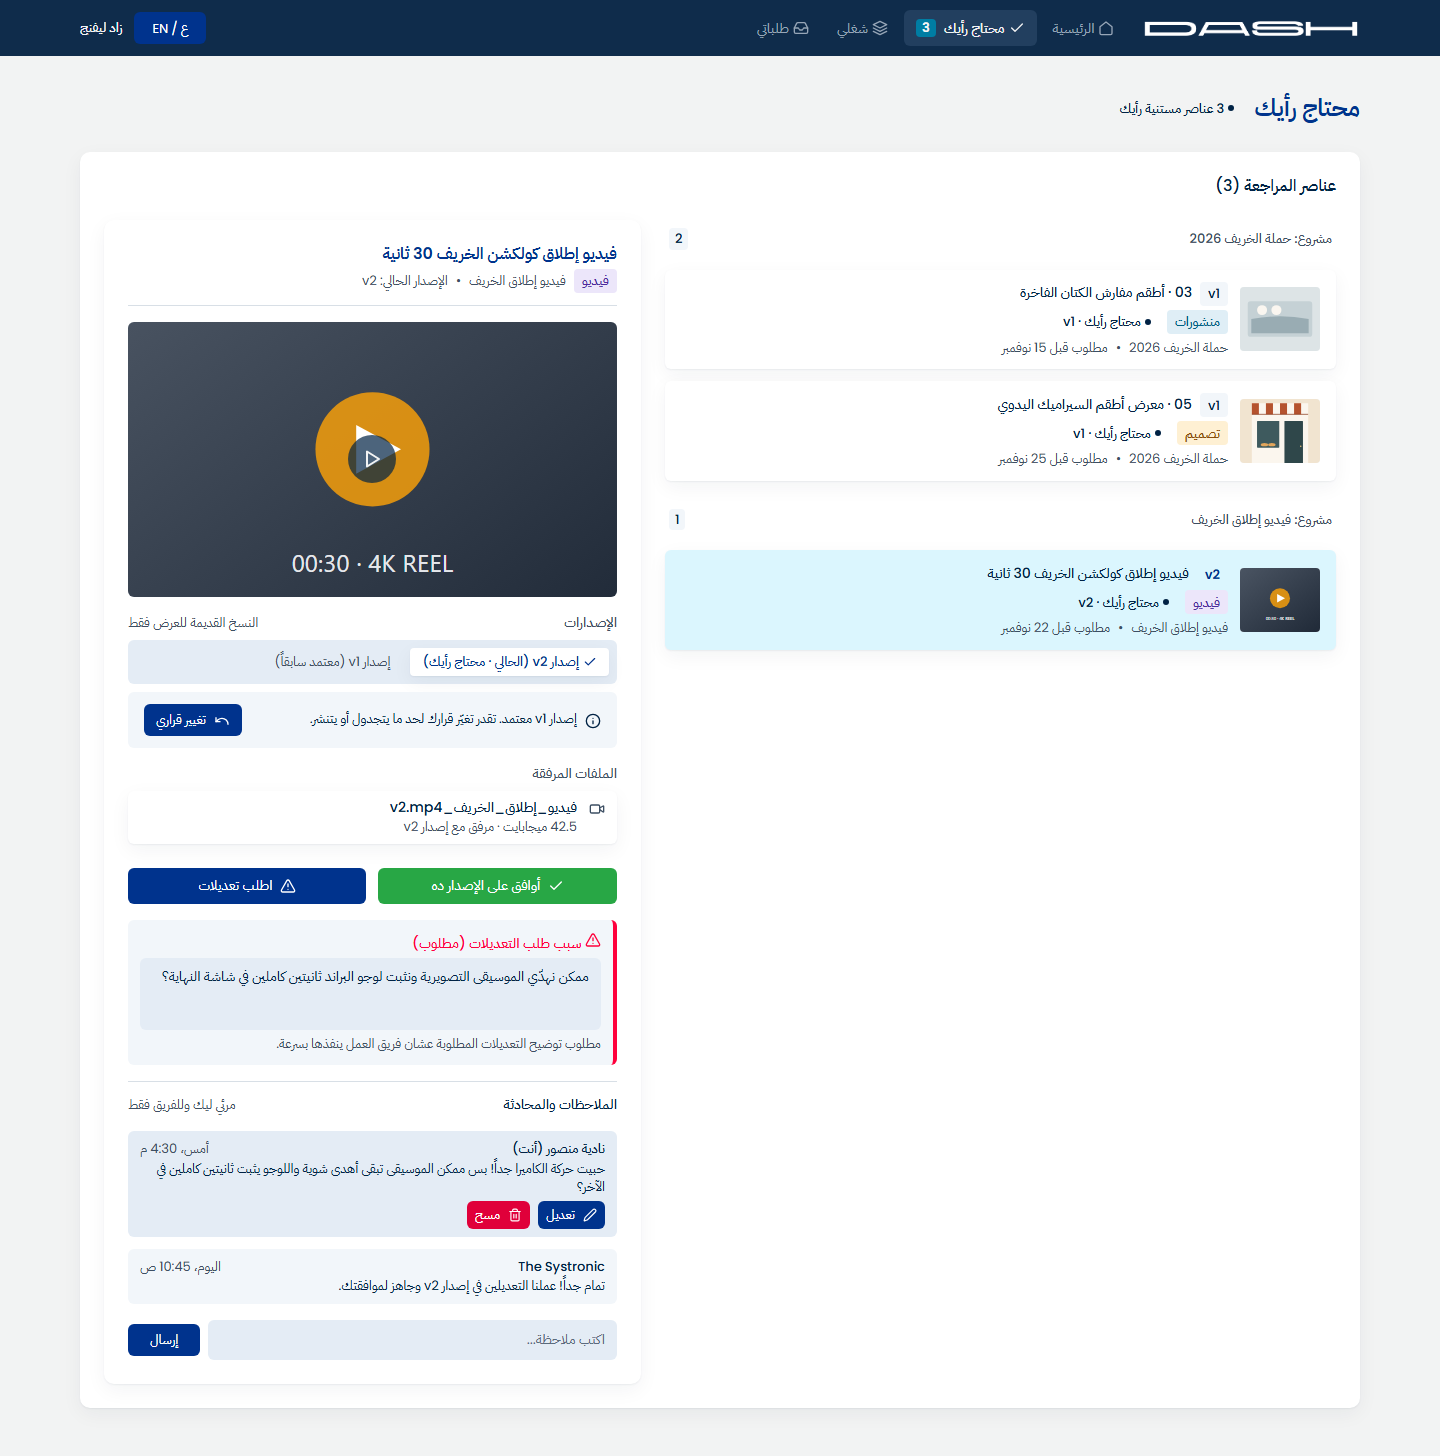 DASH
الرئيسية
محتاج رأيك 3
شغلي
طلباتي
ع / EN
زاد ليفنج
محتاج رأيك
3 عناصر مستنية رأيك
عناصر المراجعة (3)
مشروع: حملة الخريف 2026
2
v1 03 · أطقم مفارش الكتان الفاخرة
منشورات • محتاج رأيك · v1
حملة الخريف 2026 • مطلوب قبل 15 نوفمبر
v1 05 · معرض أطقم السيراميك اليدوي
تصميم • محتاج رأيك · v1
حملة الخريف 2026 • مطلوب قبل 25 نوفمبر
مشروع: فيديو إطلاق الخريف
1
00:30 · 4K REEL
v2 فيديو إطلاق كولكشن الخريف 30 ثانية
فيديو • محتاج رأيك · v2
فيديو إطلاق الخريف • مطلوب قبل 22 نوفمبر
فيديو إطلاق كولكشن الخريف 30 ثانية
فيديو فيديو إطلاق الخريف • الإصدار الحالي: v2
00:30 · 4K REEL
الإصدارات
النسخ القديمة للعرض فقط
إصدار v2 (الحالي · محتاج رأيك)
إصدار v1 (معتمد سابقاً)
إصدار v1 معتمد. تقدر تغيّر قرارك لحد ما يتجدول أو يتنشر.
تغيير قراري
الملفات المرفقة
فيديو_إطلاق_الخريف_v2.mp4
42.5 ميجابايت · مرفق مع إصدار v2
أوافق على الإصدار ده
اطلب تعديلات
سبب طلب التعديلات (مطلوب)
ممكن نهدّي الموسيقى التصويرية ونثبت لوجو البراند ثانيتين كاملين في شاشة النهاية؟
مطلوب توضيح التعديلات المطلوبة عشان فريق العمل ينفذها بسرعة.
الملاحظات والمحادثة
مرئي ليك وللفريق فقط
نادية منصور (أنت)
أمس، 4:30 م
حبيت حركة الكاميرا جداً! بس ممكن الموسيقى تبقى أهدى شوية واللوجو يثبت ثانيتين كاملين في
الآخر؟
تعديل
مسح
The Systronic
اليوم، 10:45 ص
تمام جداً! عملنا التعديلين في إصدار v2 وجاهز لموافقتك.
اكتب ملاحظة...
إرسال